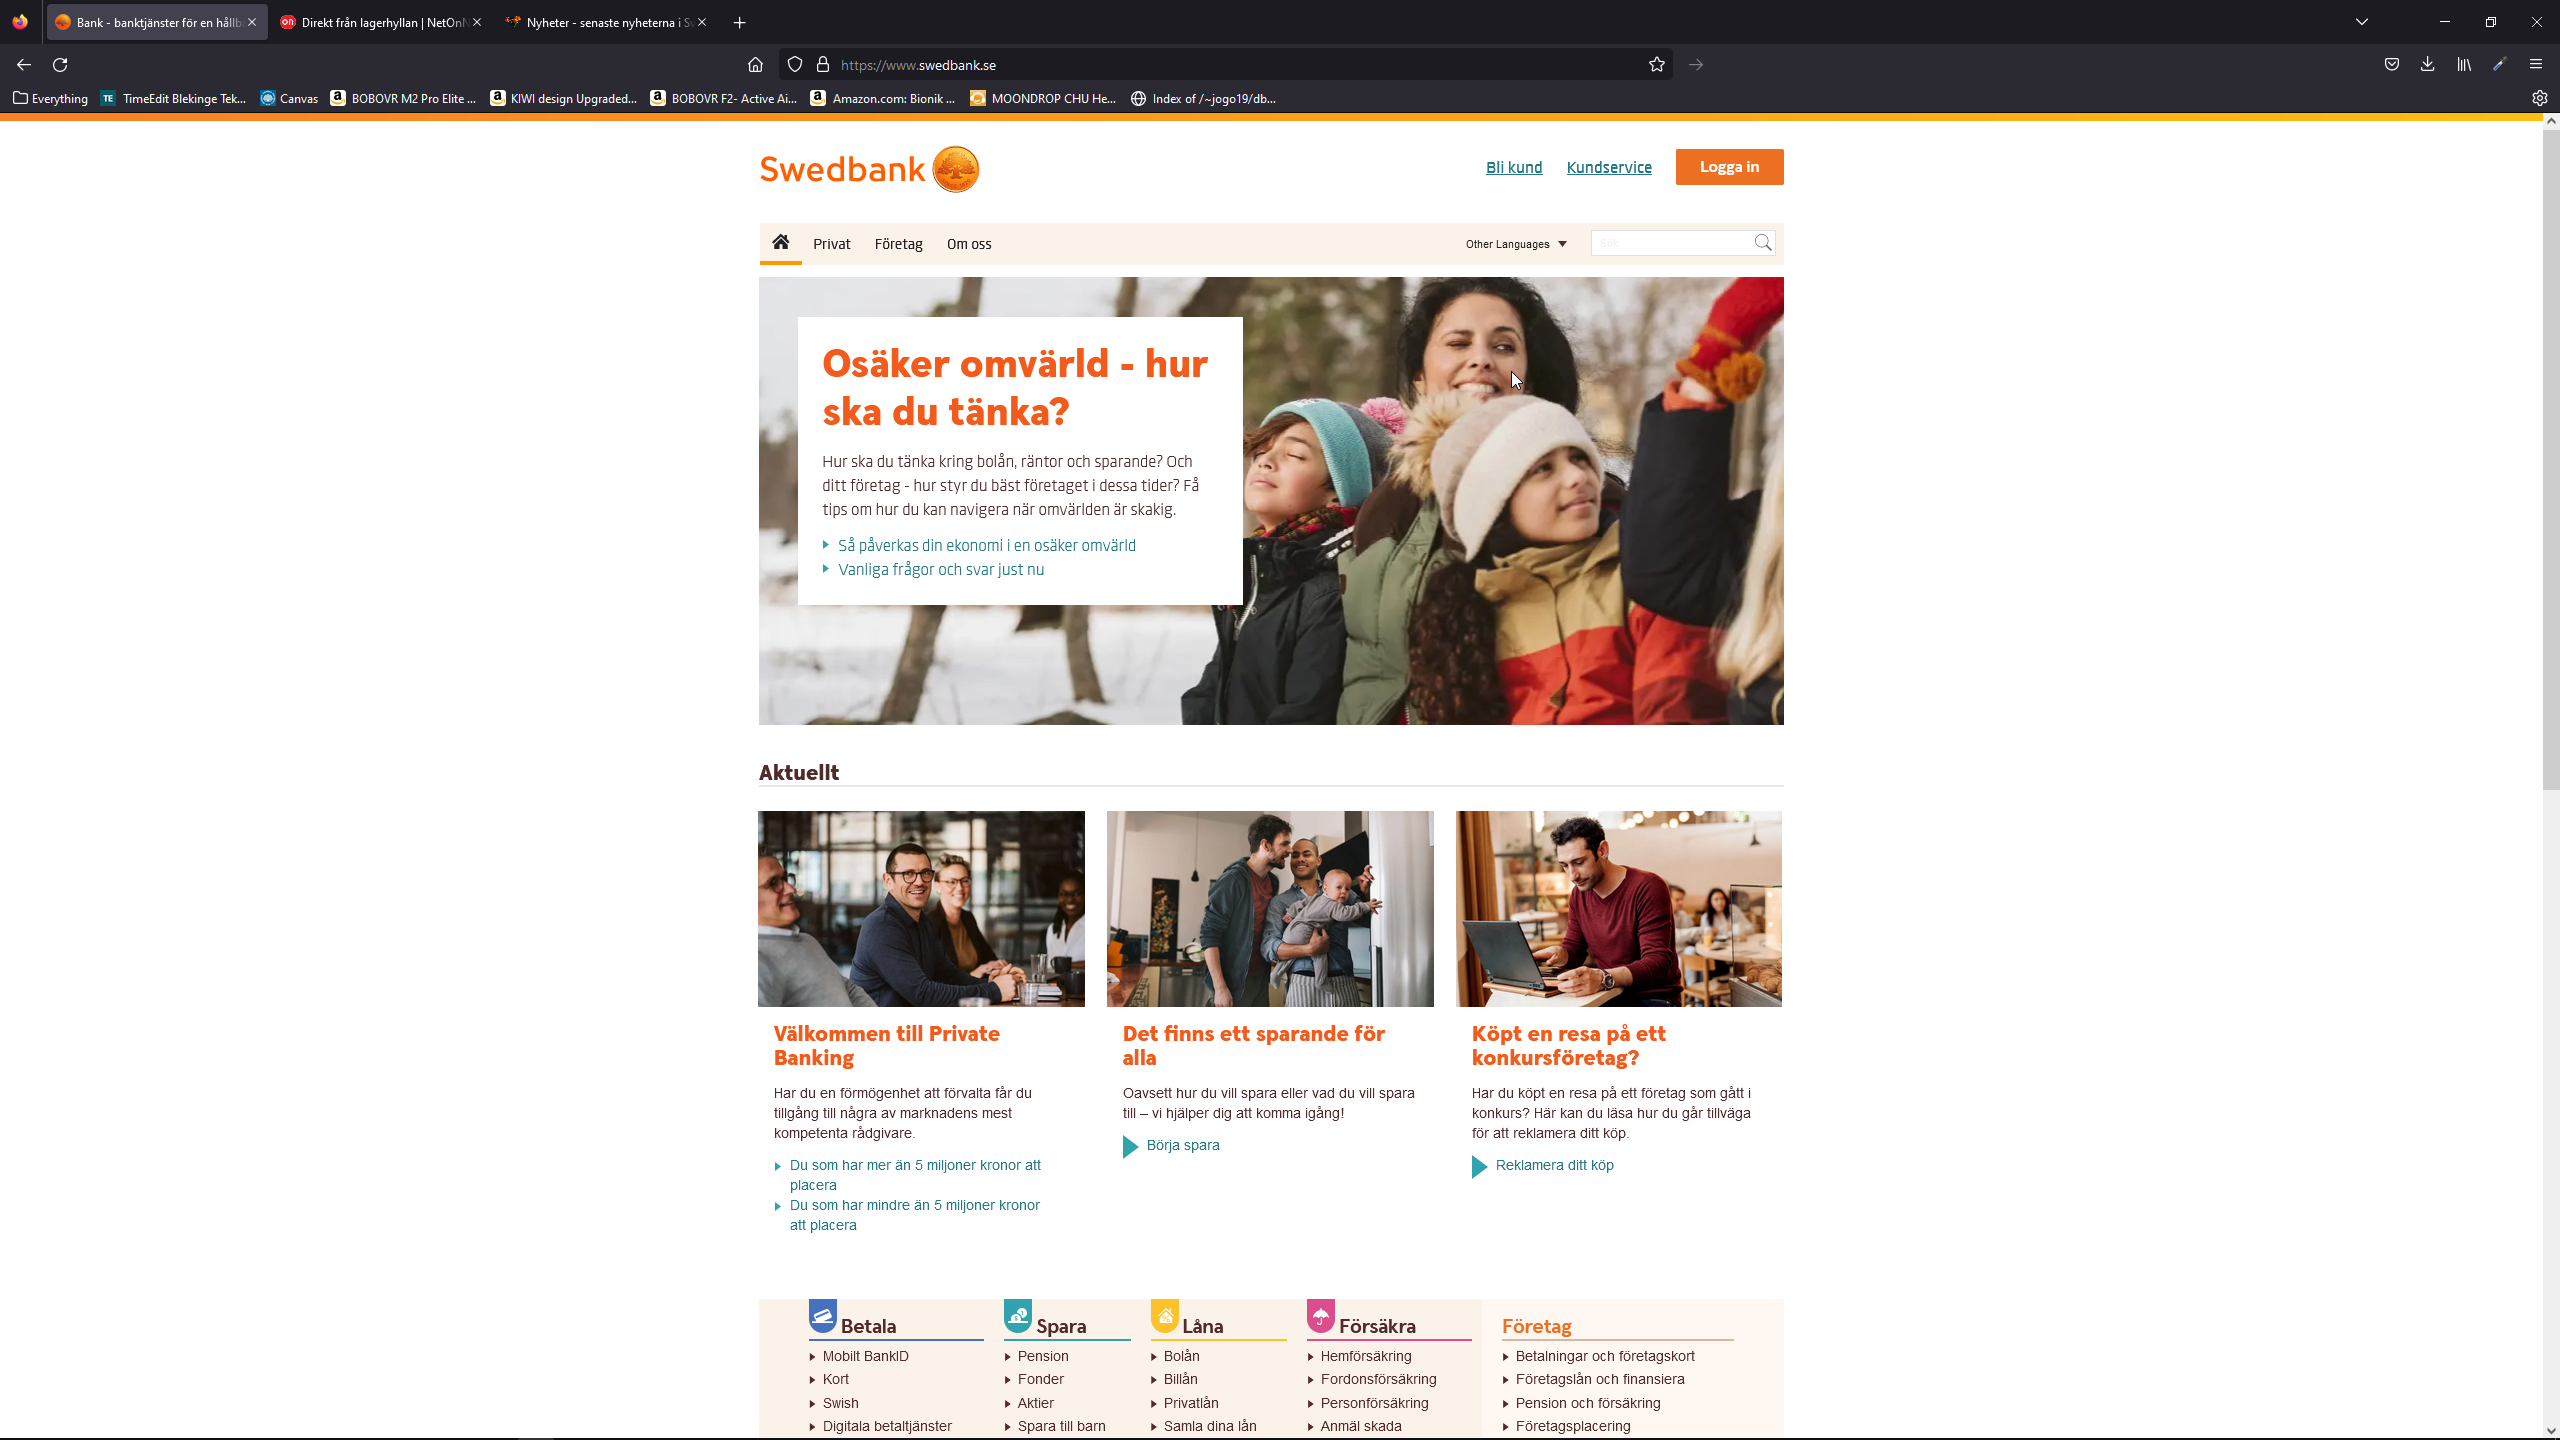 Bank - banktjänster för en hållb
Direkt från lagerhyllan | NetOnN
Nyheter - senaste nyheterna i Sv
https://www.swedbank.se
Everything
TE TimeEdit Blekinge Tek...
Canvas
BOBOVR M2 Pro Elite ...
KIWI design Upgraded...
BOBOVR F2- Active Ai...
Amazon.com: Bionik ...
MOONDROP CHU He...
Index of /~jogo19/db...
Swedbank
Bli kund
Kundservice
Logga in
Privat
Företag
Om oss
Other Languages
Sök
Osäker omvärld - hur
ska du tänka?
Hur ska du tänka kring bolån, räntor och sparande? Och
ditt företag - hur styr du bäst företaget i dessa tider? Få
tips om hur du kan navigera när omvärlden är skakig.
Så påverkas din ekonomi i en osäker omvärld
Vanliga frågor och svar just nu
Aktuellt
Välkommen till Private
Banking
Har du en förmögenhet att förvalta får du
tillgång till några av marknadens mest
kompetenta rådgivare.
Du som har mer än 5 miljoner kronor att
placera
Du som har mindre än 5 miljoner kronor
att placera
Det finns ett sparande för
alla
Oavsett hur du vill spara eller vad du vill spara
till – vi hjälper dig att komma igång!
Börja spara
Köpt en resa på ett
konkursföretag?
Har du köpt en resa på ett företag som gått i
konkurs? Här kan du läsa hur du går tillväga
för att reklamera ditt köp.
Reklamera ditt köp
Betala
Mobilt BankID
Kort
Swish
Digitala betaltjänster
Spara
Pension
Fonder
Aktier
Spara till barn
Låna
Bolån
Billån
Privatlån
Samla dina lån
Försäkra
Hemförsäkring
Fordonsförsäkring
Personförsäkring
Anmäl skada
Företag
Betalningar och företagskort
Företagslån och finansiera
Pension och försäkring
Företagsplacering